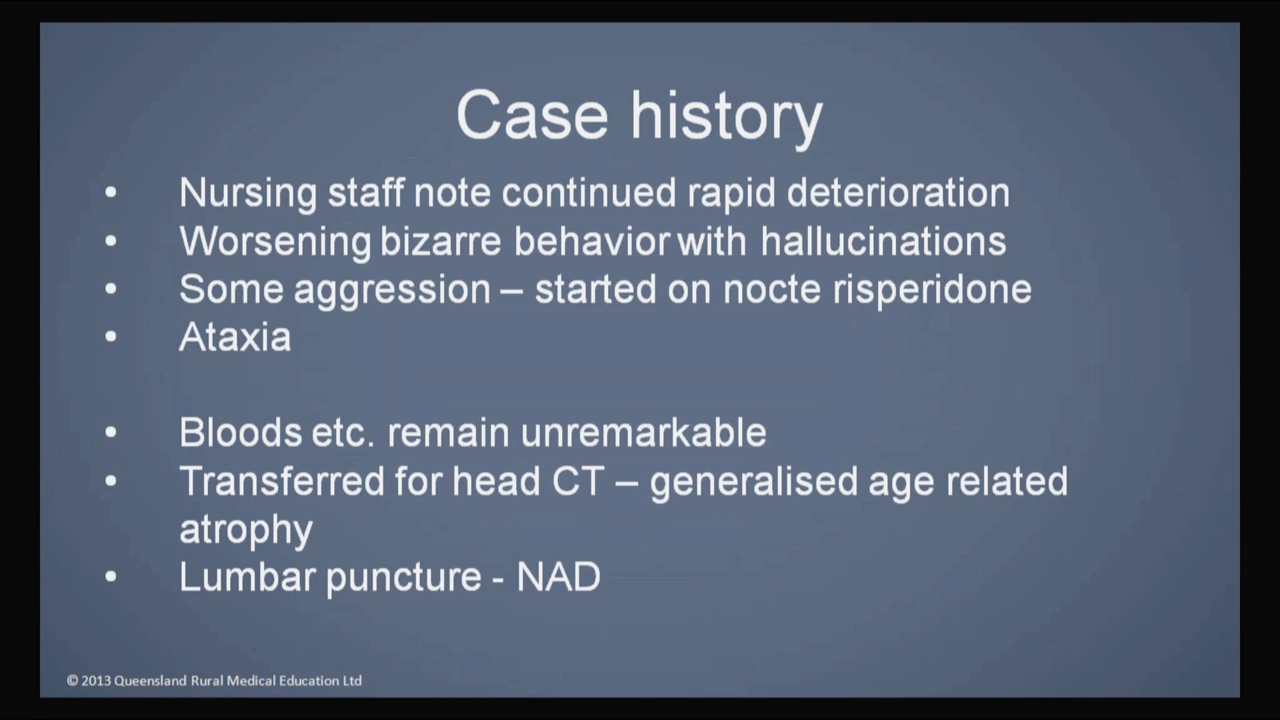 Case history
• Nursing staff note continued rapid deterioration
• Worsening bizarre behavior with hallucinations
• Some aggression – started on nocte risperidone
• Ataxia
• Bloods etc. remain unremarkable
• Transferred for head CT – generalised age related
atrophy
• Lumbar puncture - NAD
© 2013 Queensland Rural Medical Education Ltd